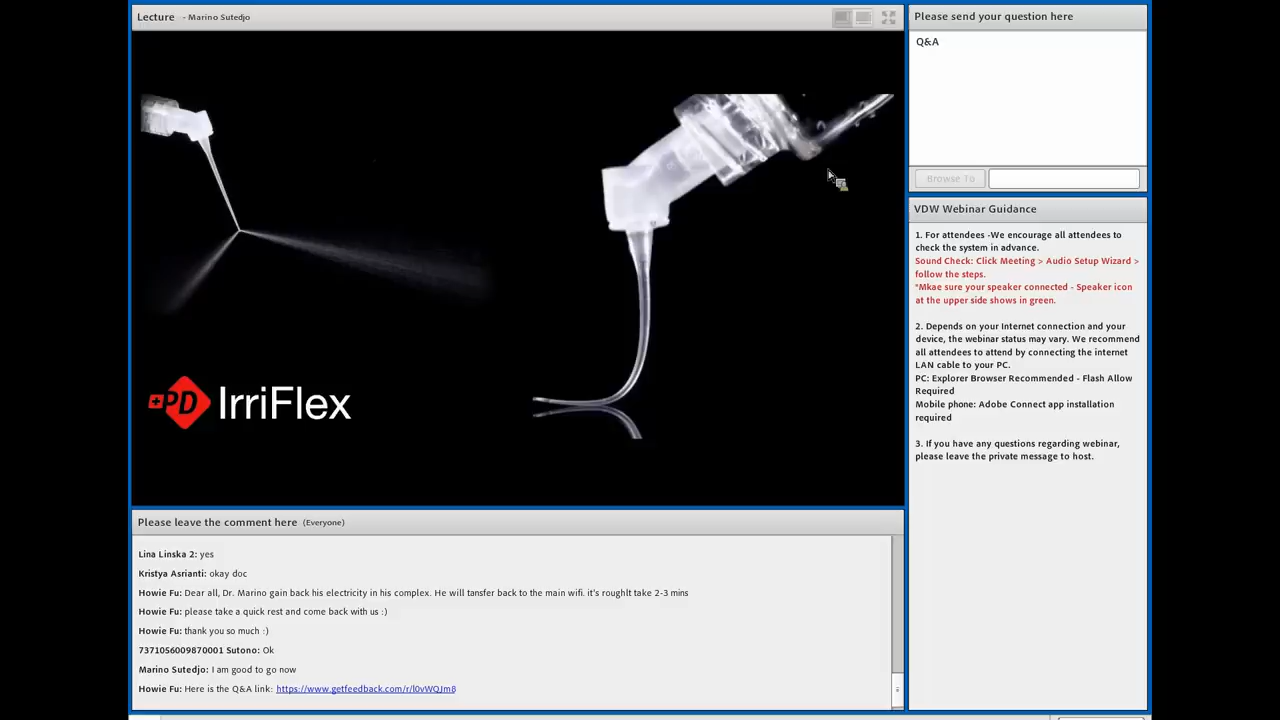 Lecture - Marino Sutedjo
PD IrriFlex
Please leave the comment here (Everyone)
Lina Linska 2: yes
Kristya Asrianti: okay doc
Howie Fu: Dear all, Dr. Marino gain back his electricity in his complex. He will tansfer back to the main wifi. it's roughlt take 2-3 mins
Howie Fu: please take a quick rest and come back with us :)
Howie Fu: thank you so much :)
7371056009870001 Sutono: Ok
Marino Sutedjo: I am good to go now
Howie Fu: Here is the Q&A link: https://www.getfeedback.com/r/l0vWQJm8
Please send your question here
Q&A
Browse To
VDW Webinar Guidance
1. For attendees -We encourage all attendees to
check the system in advance.
Sound Check: Click Meeting > Audio Setup Wizard >
follow the steps.
*Mkae sure your speaker connected - Speaker icon
at the upper side shows in green.
2. Depends on your Internet connection and your
device, the webinar status may vary. We recommend
all attendees to attend by connecting the internet
LAN cable to your PC.
PC: Explorer Browser Recommended - Flash Allow
Required
Mobile phone: Adobe Connect app installation
required
3. If you have any questions regarding webinar,
please leave the private message to host.